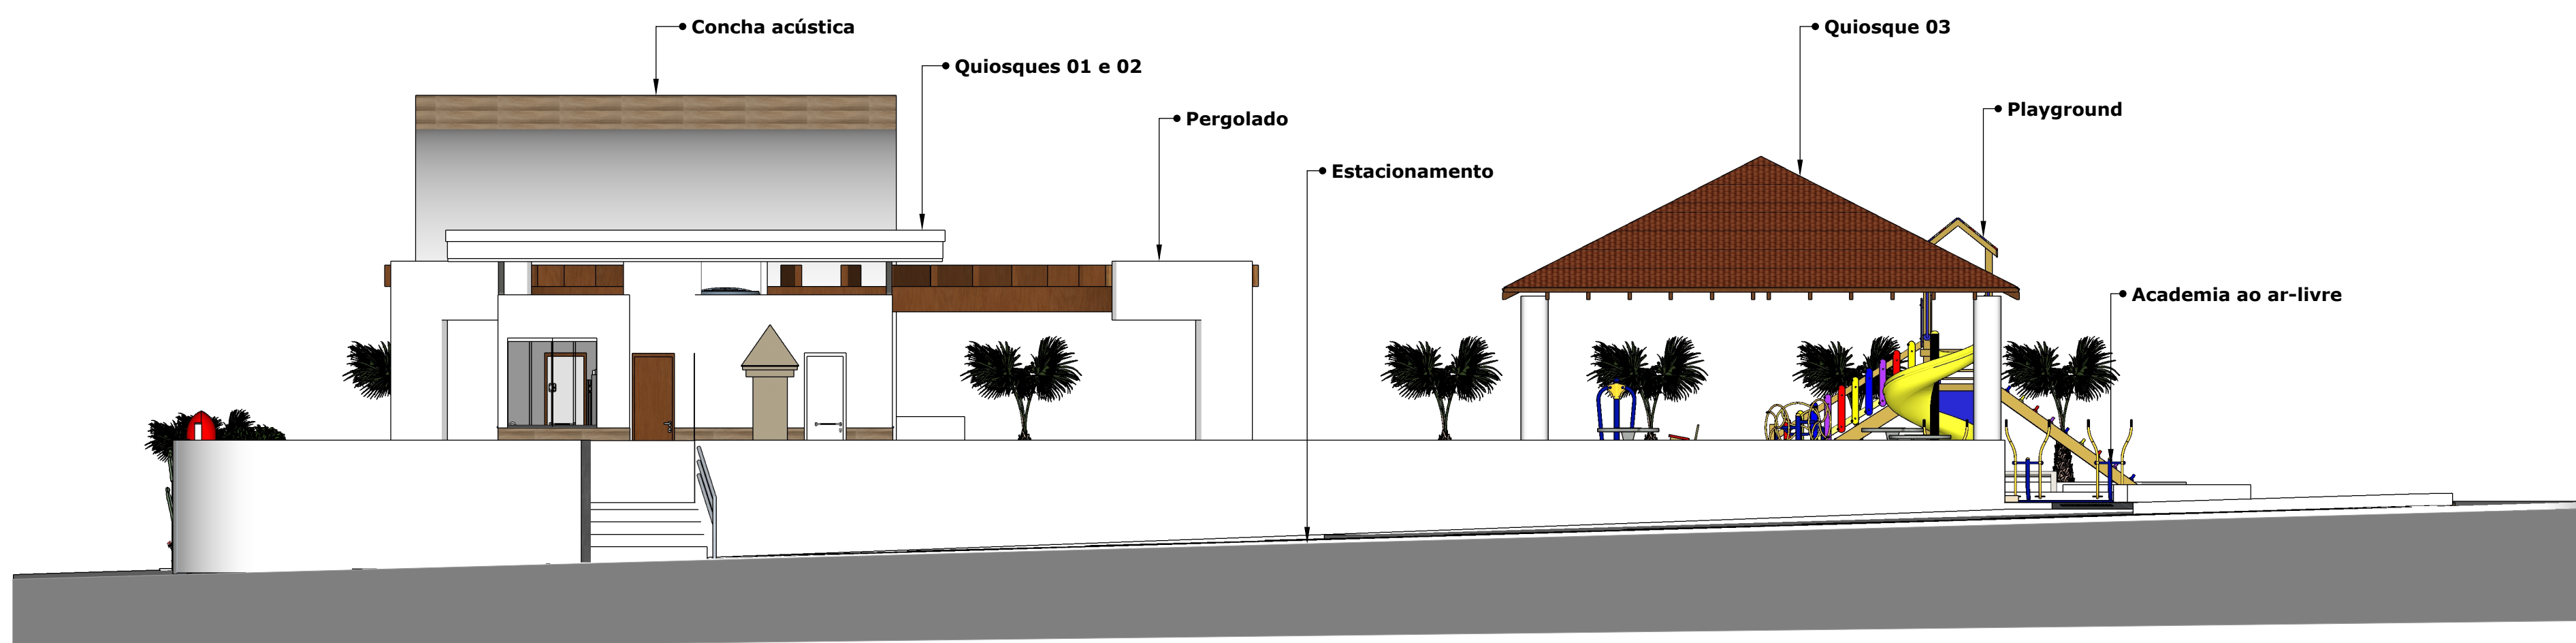 Concha acústica
Quiosques 01 e 02
Pergolado
Estacionamento
Quiosque 03
Playground
Academia ao ar-livre